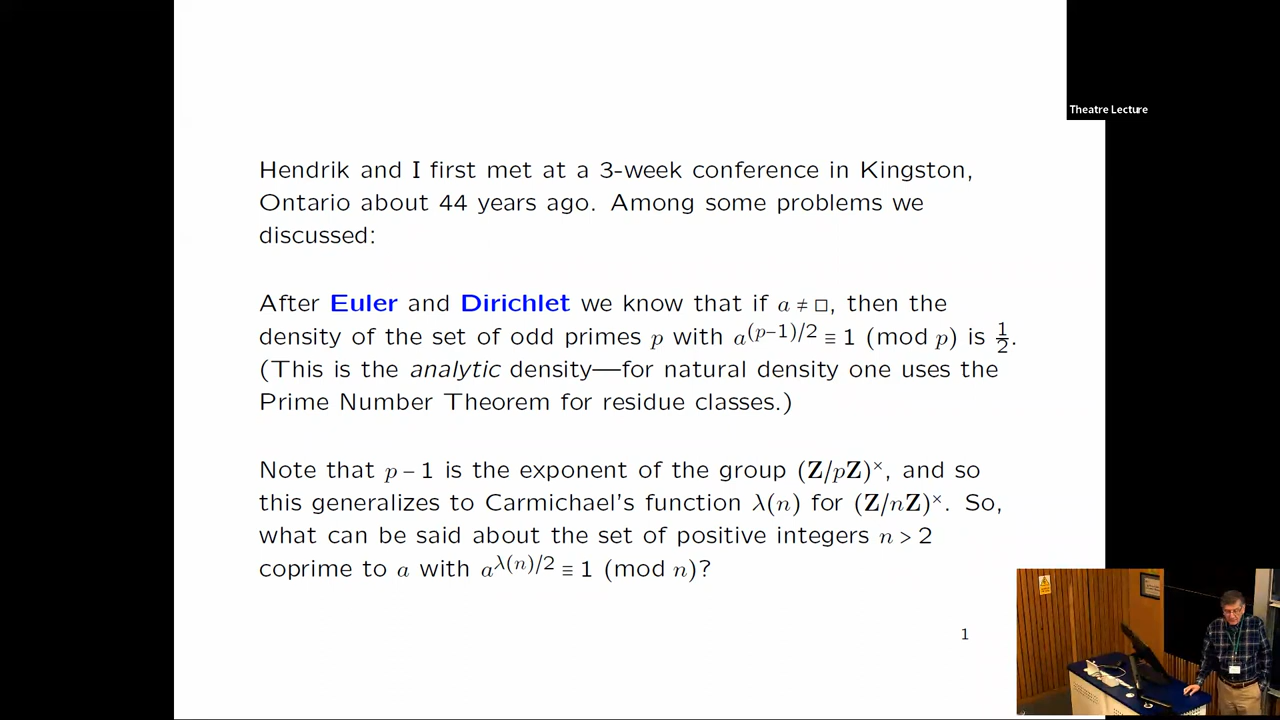 Theatre Lecture
Hendrik and I first met at a 3-week conference in Kingston,
Ontario about 44 years ago. Among some problems we
discussed:
After Euler and Dirichlet we know that if a ≠ □, then the
density of the set of odd primes p with a^(p−1)/2 ≡ 1 (mod p) is 1/2.
(This is the analytic density—for natural density one uses the
Prime Number Theorem for residue classes.)
Note that p − 1 is the exponent of the group (Z/pZ)^×, and so
this generalizes to Carmichael's function λ(n) for (Z/nZ)^×. So,
what can be said about the set of positive integers n > 2
coprime to a with a^λ(n)/2 ≡ 1 (mod n)?
1